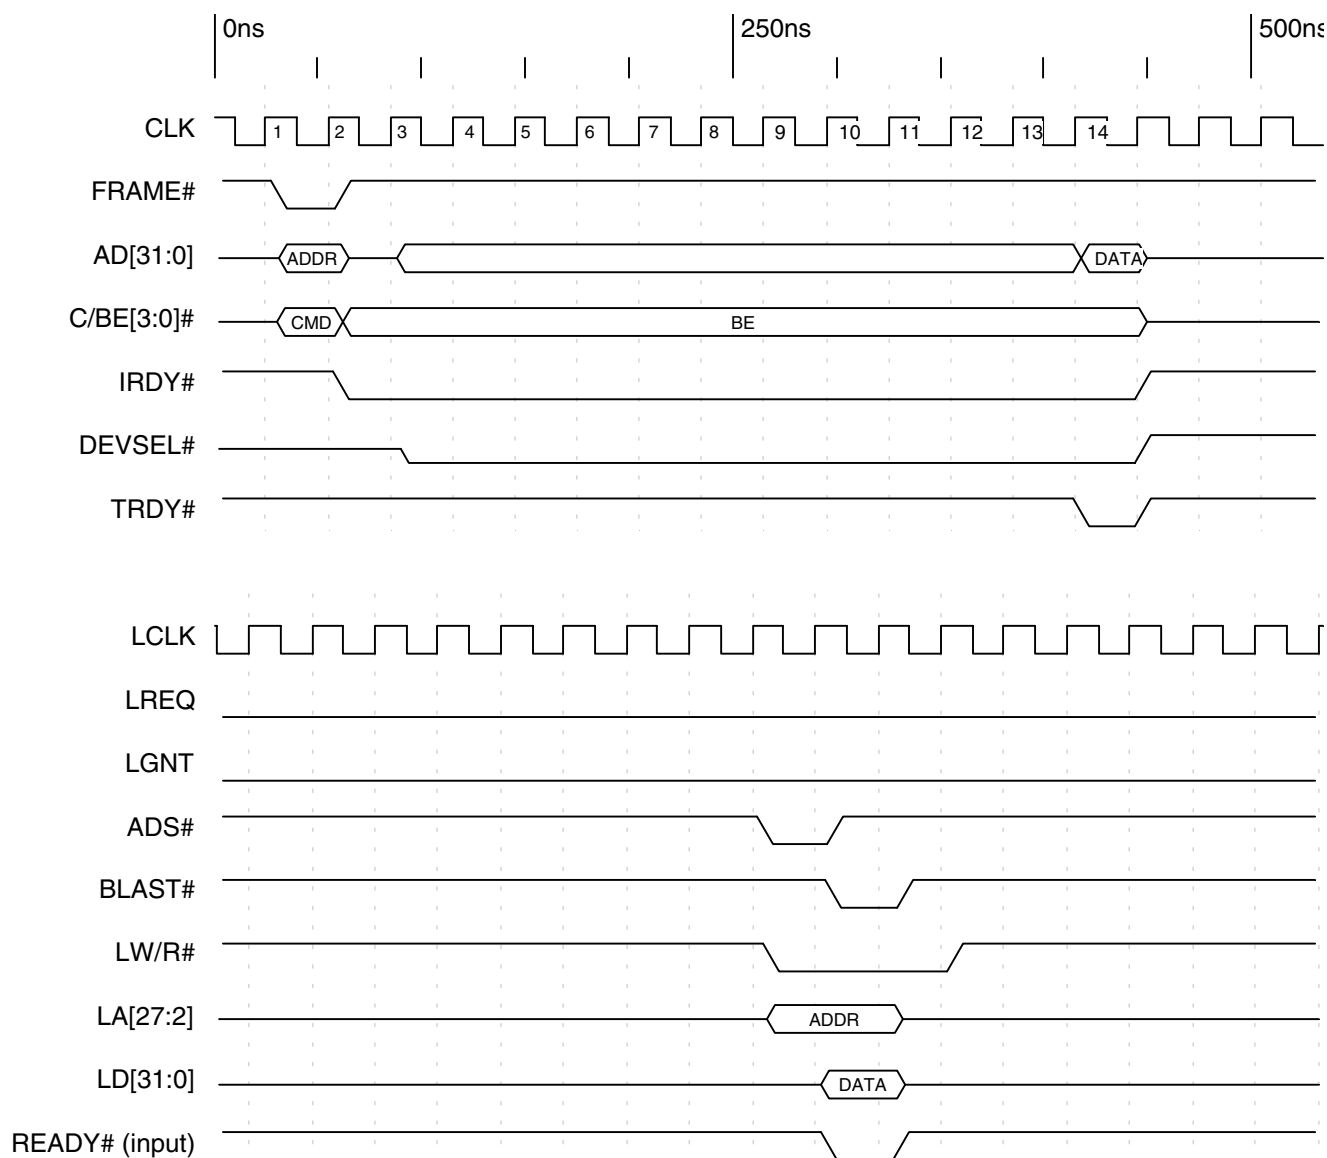 0ns 250ns 500ns
CLK 1 2 3 4 5 6 7 8 9 10 11 12 13 14
FRAME#
AD[31:0] ADDR DATA
C/BE[3:0]# CMD BE
IRDY#
DEVSEL#
TRDY#
LCLK
LREQ
LGNT
ADS#
BLAST#
LW/R#
LA[27:2] ADDR
LD[31:0] DATA
READY# (input)